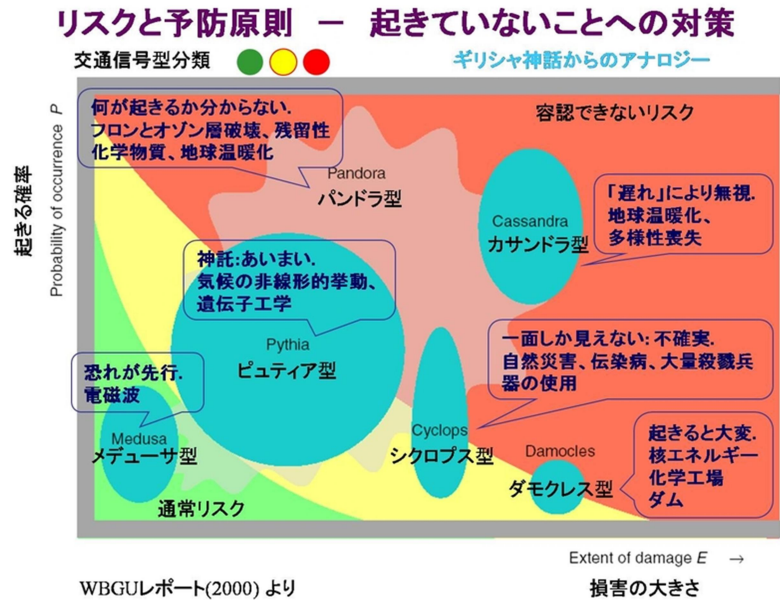 リスクと予防原則 － 起きていないことへの対策
交通信号型分類
ギリシャ神話からのアナロジー
何が起きるか分からない.
フロンとオゾン層破壊、残留性
化学物質、地球温暖化
容認できないリスク
Pandora
パンドラ型
Cassandra
カサンドラ型
「遅れ」により無視.
地球温暖化、
多様性喪失
起きる確率
Probability of occurrence P
神託:あいまい.
気候の非線形的挙動、
遺伝子工学
Pythia
ピュティア型
一面しか見えない: 不確実.
自然災害、伝染病、大量殺戮兵
器の使用
恐れが先行.
電磁波
Medusa
メデューサ型
Cyclops
シクロプス型
Damocles
ダモクレス型
起きると大変.
核エネルギー
化学工場
ダム
通常リスク
Extent of damage E →
WBGUレポート(2000) より
損害の大きさ